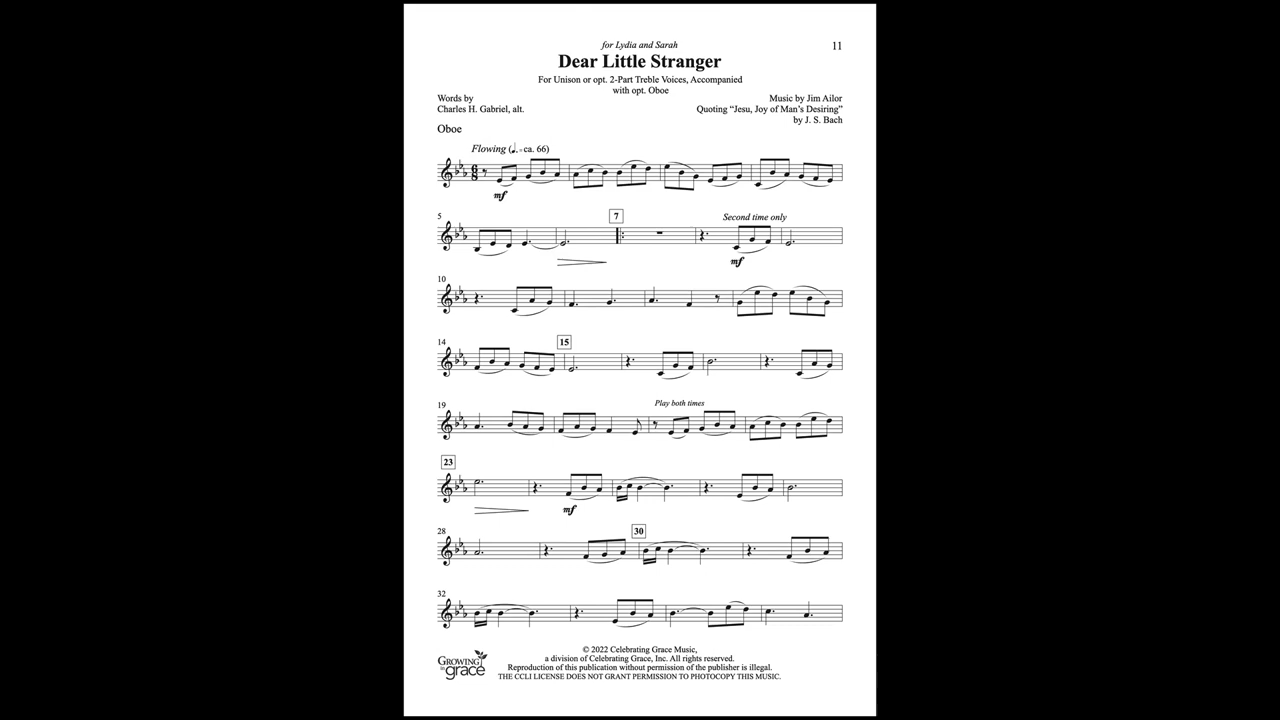 for Lydia and Sarah
11
Dear Little Stranger
For Unison or opt. 2-Part Treble Voices, Accompanied
with opt. Oboe
Words by
Charles H. Gabriel, alt.
Music by Jim Ailor
Quoting “Jesu, Joy of Man’s Desiring”
by J. S. Bach
Oboe
Flowing (♩. = ca. 66)
mf
5
7
Second time only
mf
10
14
15
19
Play both times
23
mf
28
30
32
© 2022 Celebrating Grace Music,
a division of Celebrating Grace, Inc. All rights reserved.
Reproduction of this publication without permission of the publisher is illegal.
THE CCLI LICENSE DOES NOT GRANT PERMISSION TO PHOTOCOPY THIS MUSIC.
GROWING
IN
grace